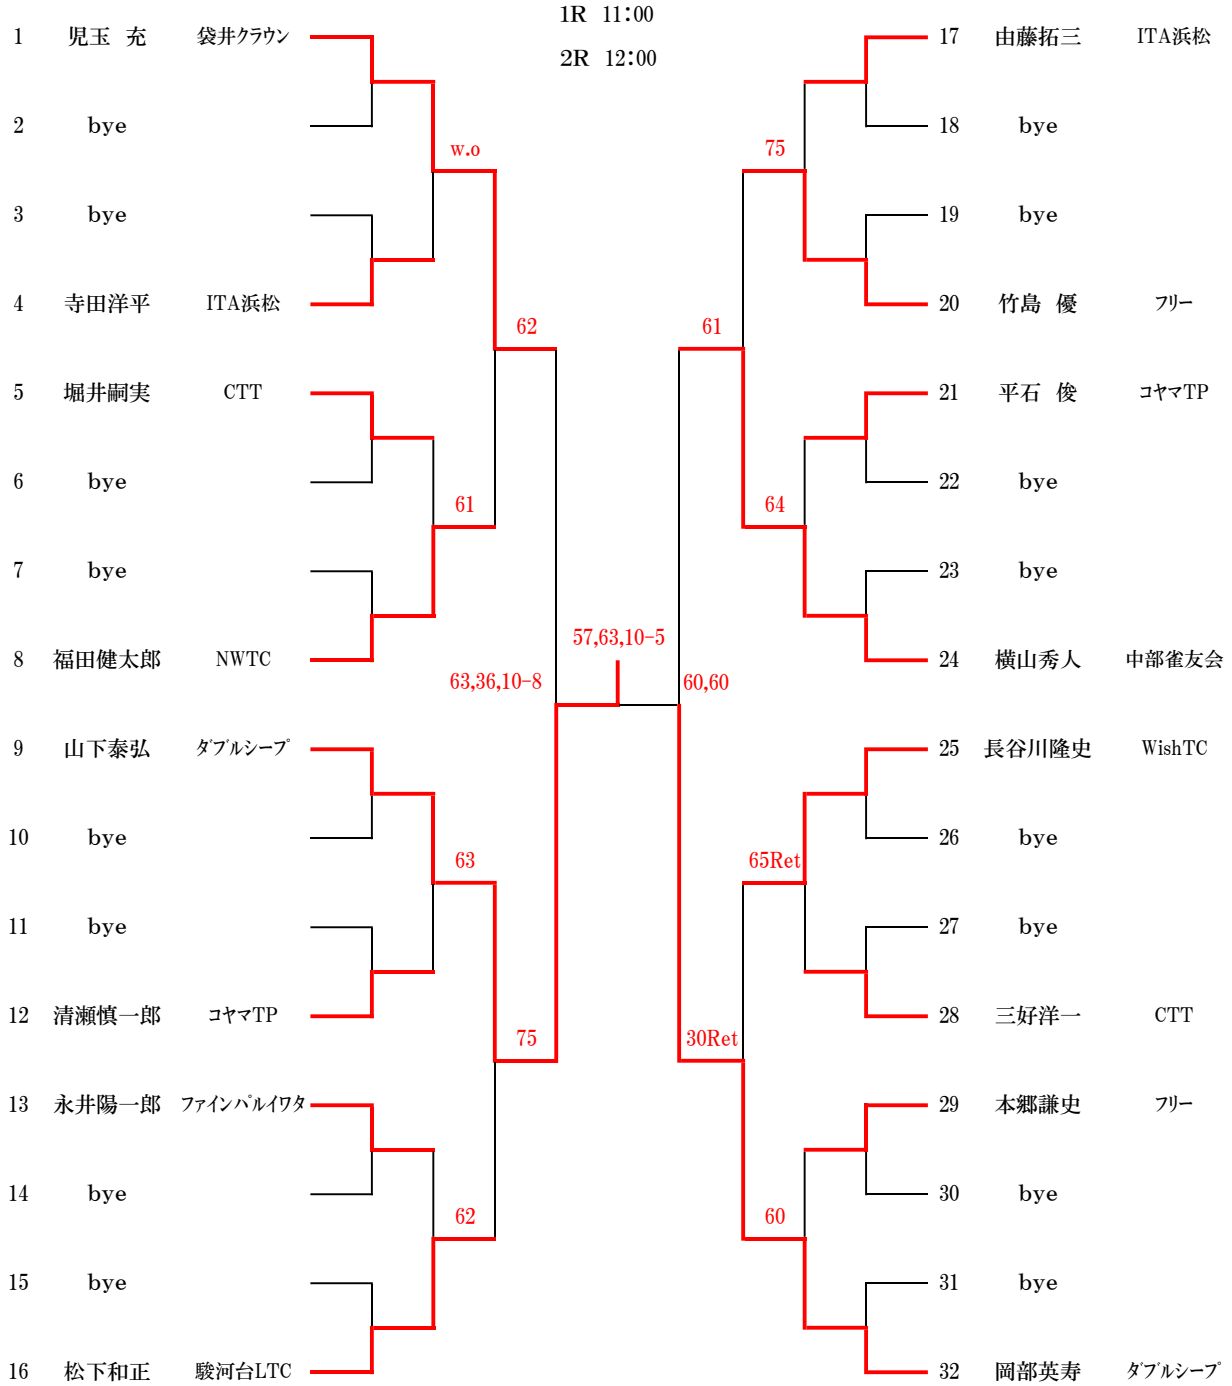 1R 11:00
2R 12:00
1 児玉 充 袋井クラウン
2 bye
w.o
3 bye
4 寺田洋平 ITA浜松
62
5 堀井嗣実 CTT
6 bye
61
7 bye
8 福田健太郎 NWTC
63,36,10-8
9 山下泰弘 ダブルシープ
10 bye
63
11 bye
12 清瀬慎一郎 コヤマTP
75
13 永井陽一郎 ファインパルイワタ
14 bye
62
15 bye
16 松下和正 駿河台LTC
57,63,10-5
17 由藤拓三 ITA浜松
18 bye
75
19 bye
20 竹島 優 フリー
61
21 平石 俊 コヤマTP
22 bye
64
23 bye
24 横山秀人 中部雀友会
60,60
25 長谷川隆史 WishTC
26 bye
65Ret
27 bye
28 三好洋一 CTT
30Ret
29 本郷謙史 フリー
30 bye
60
31 bye
32 岡部英寿 ダブルシープ